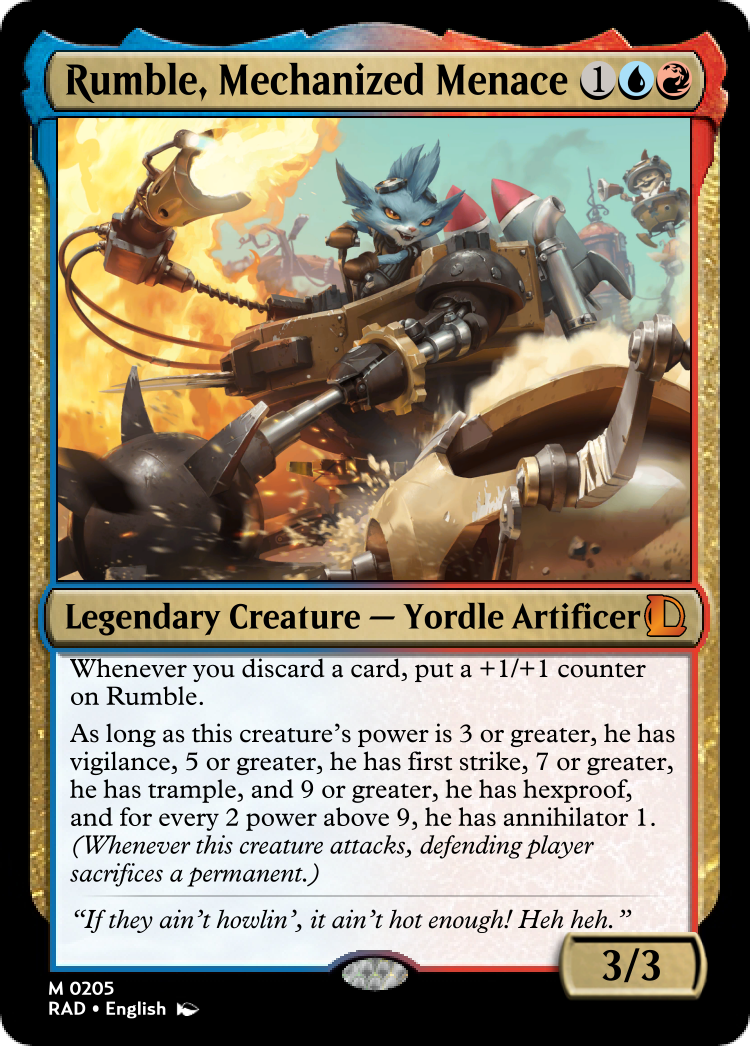 Rumble, Mechanized Menace 1
Legendary Creature — Yordle Artificer
Whenever you discard a card, put a +1/+1 counter
on Rumble.
As long as this creature's power is 3 or greater, he has
vigilance, 5 or greater, he has first strike, 7 or greater,
he has trample, and 9 or greater, he has hexproof,
and for every 2 power above 9, he has annihilator 1.
(Whenever this creature attacks, defending player
sacrifices a permanent.)
"If they ain't howlin', it ain't hot enough! Heh heh."
3/3
M 0205
RAD • English